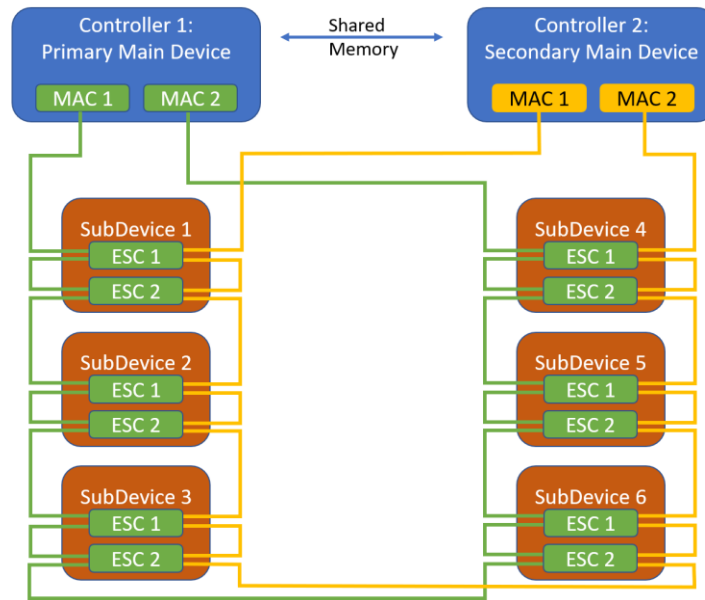 Controller 1:
Primary Main Device
MAC 1
MAC 2
Shared
Memory
Controller 2:
Secondary Main Device
MAC 1
MAC 2
SubDevice 1
ESC 1
ESC 2
SubDevice 2
ESC 1
ESC 2
SubDevice 3
ESC 1
ESC 2
SubDevice 4
ESC 1
ESC 2
SubDevice 5
ESC 1
ESC 2
SubDevice 6
ESC 1
ESC 2